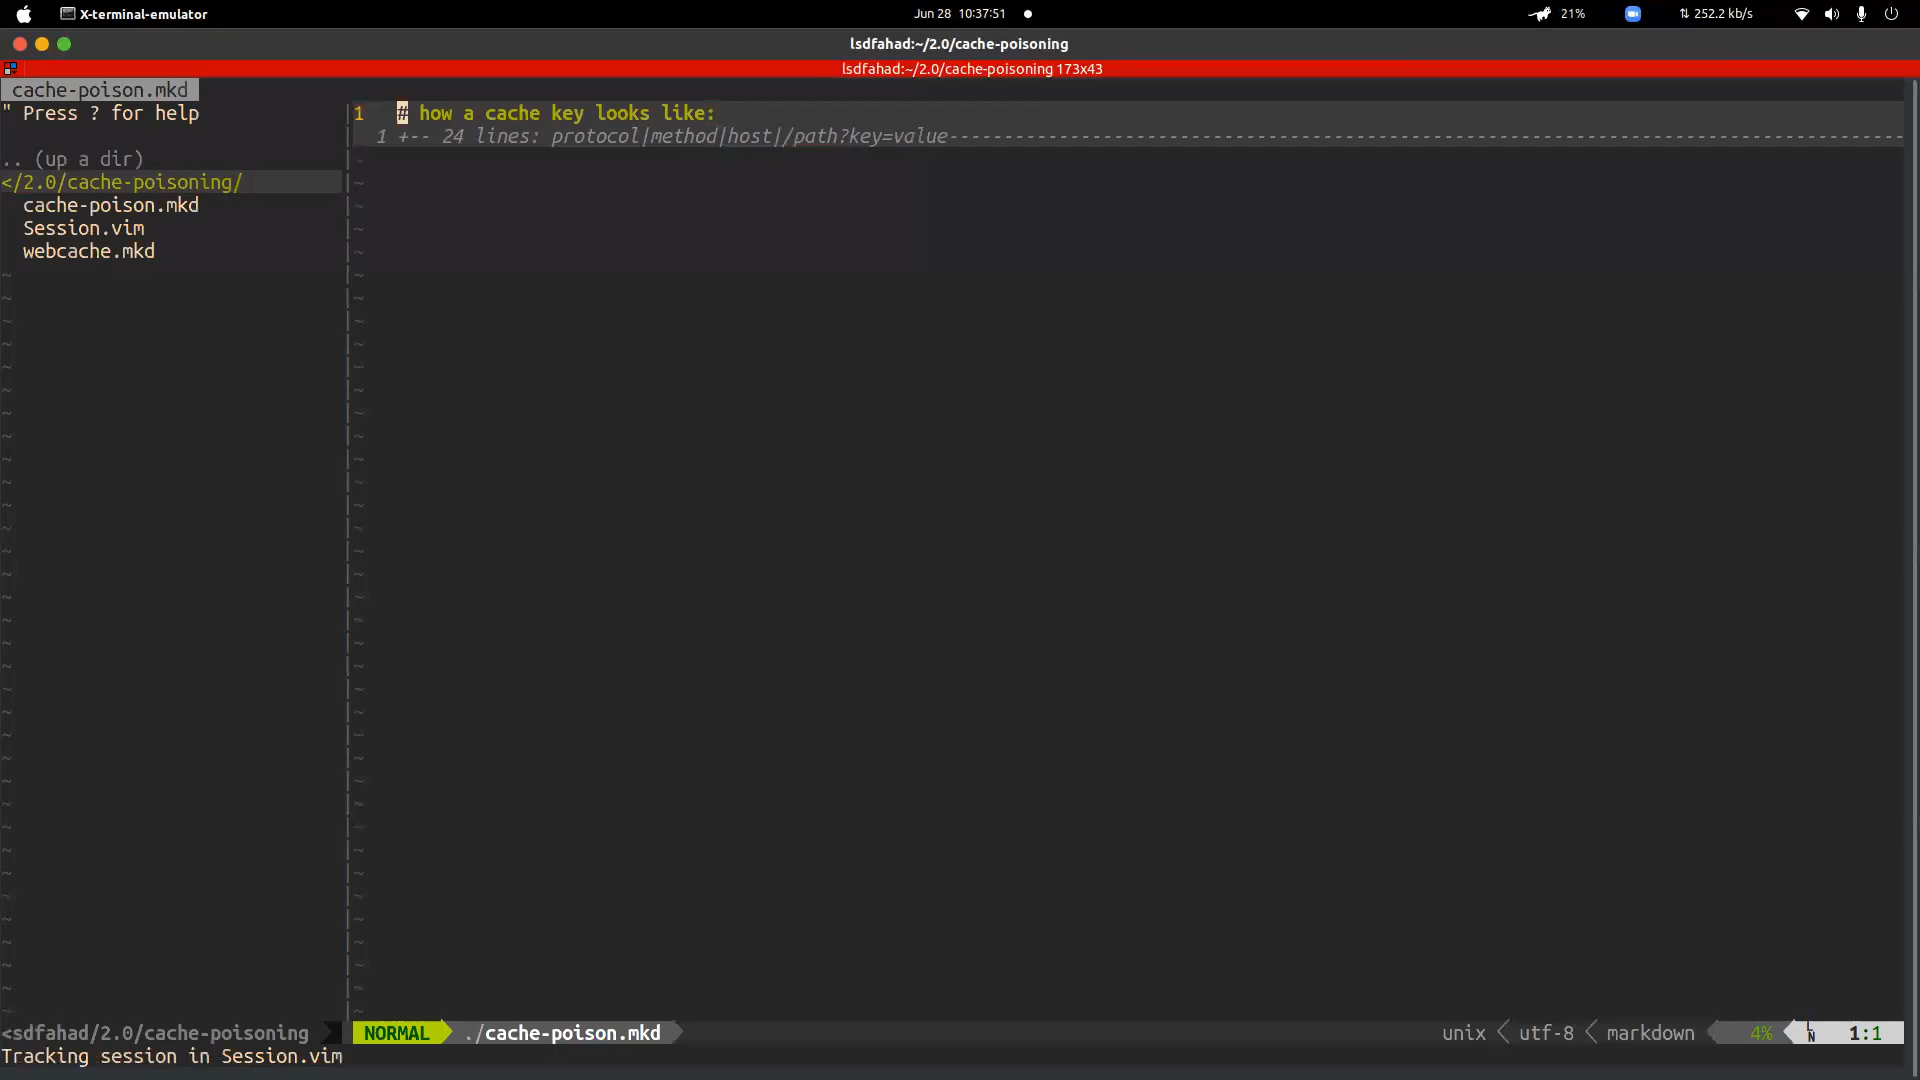 X-terminal-emulator
Jun 28 10:37:51
21%
252.2 kb/s
lsdfahad:~/2.0/cache-poisoning
lsdfahad:~/2.0/cache-poisoning 173x43
cache-poison.mkd
" Press ? for help
.. (up a dir)
</2.0/cache-poisoning/
cache-poison.mkd
Session.vim
webcache.mkd
1 # how a cache key looks like:
1 +-- 24 lines: protocol|method|host|/path?key=value---------------------------------------------------------------------------------------
<sdfahad/2.0/cache-poisoning
NORMAL ./cache-poison.mkd
unix utf-8 markdown 4% LN 1:1
Tracking session in Session.vim